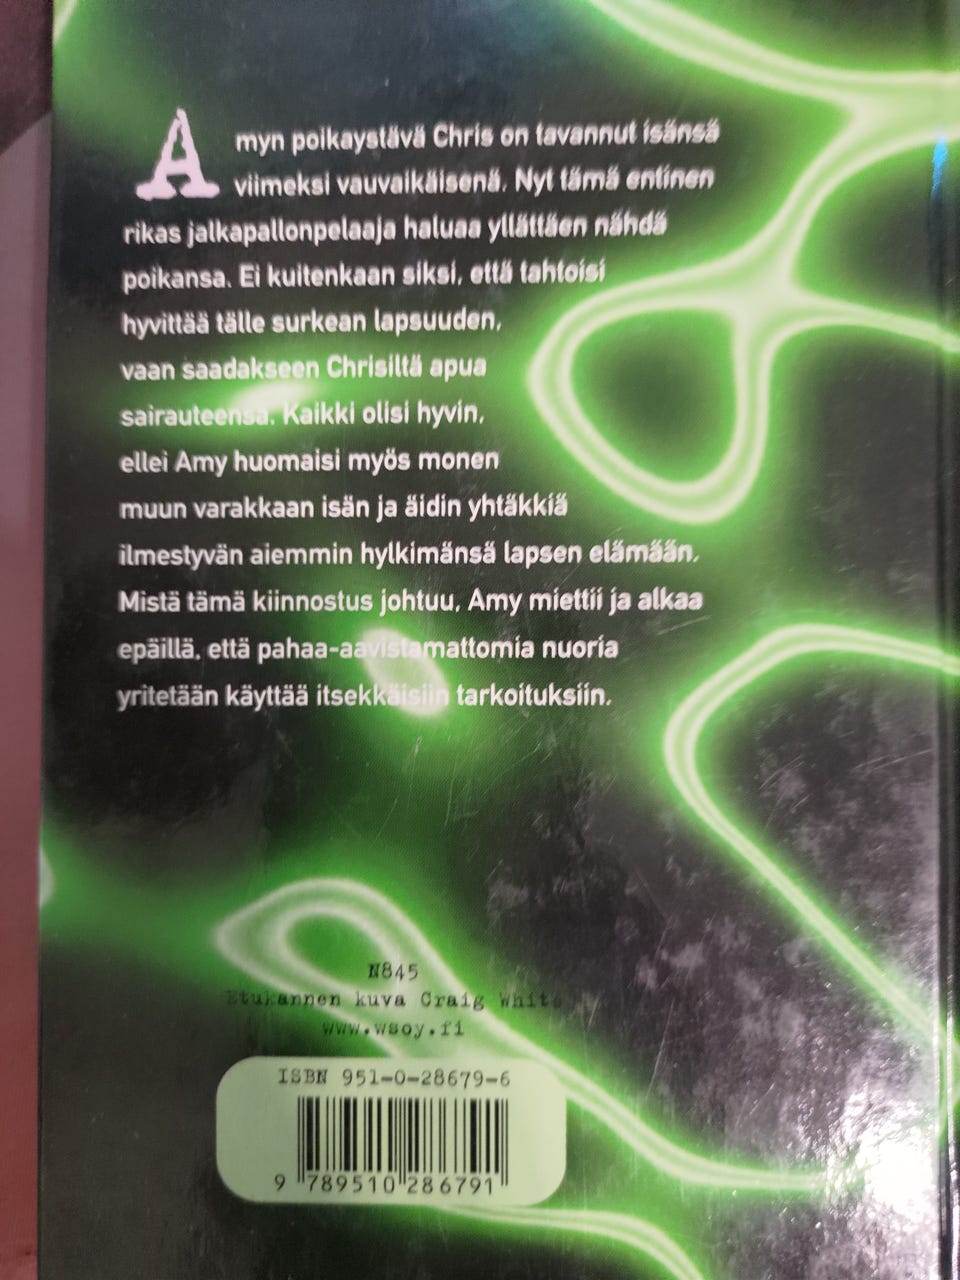 Amyn poikaystävä Chris on tavannut isänsä
viimeksi vauvaikäisenä. Nyt tämä entinen
rikas jalkapallonpelaaja haluaa yllättäen nähdä
poikansa. Ei kuitenkaan siksi, että tahtoisi
hyvittää tälle surkean lapsuuden,
vaan saadakseen Chrisiltä apua
sairauteensa. Kaikki olisi hyvin,
ellei Amy huomaisi myös monen
muun varakkaan isän ja äidin yhtäkkiä
ilmestyvän aiemmin hylkimänsä lapsen elämään.
Mistä tämä kiinnostus johtuu, Amy miettii ja alkaa
epäillä, että pahaa-aavistamattomia nuoria
yritetään käyttää itsekkäisiin tarkoituksiin.
N845
Etukannen kuva Craig White
www.wsoy.fi
ISBN 951-0-28679-6
9 789510 286791